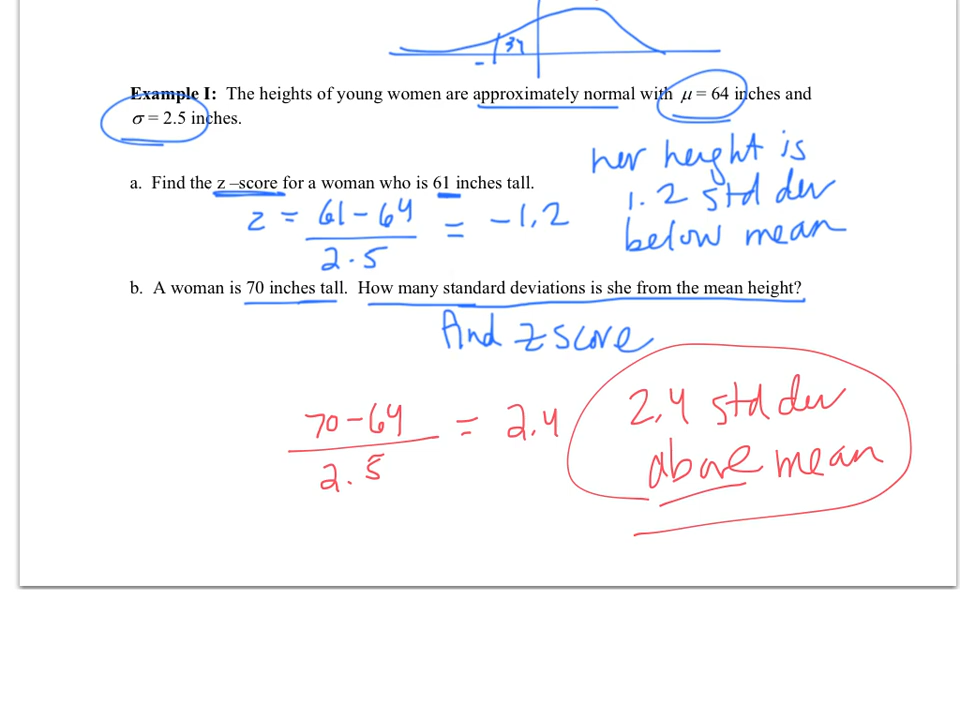 34
Example I: The heights of young women are approximately normal with μ = 64 inches and
σ = 2.5 inches.
her height is
1.2 std dev
below mean
a. Find the z –score for a woman who is 61 inches tall.
z = 61 - 64 / 2.5 = -1.2
b. A woman is 70 inches tall. How many standard deviations is she from the mean height?
find z score
70 - 64 / 2.5 = 2.4
2.4 std dev
above mean